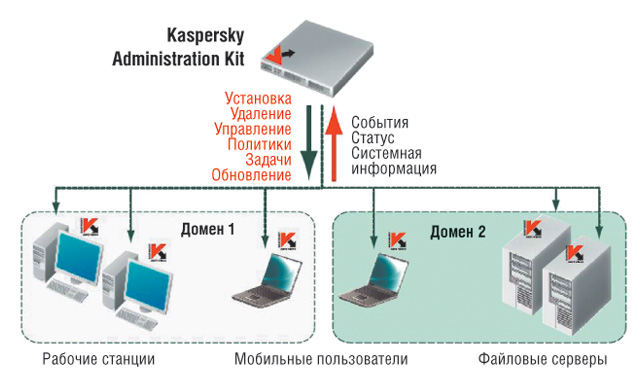 Kaspersky
Administration Kit
Установка
Удаление
Управление
Политики
Задачи
Обновление
События
Статус
Системная
информация
Домен 1
Домен 2
Рабочие станции
Мобильные пользователи
Файловые серверы